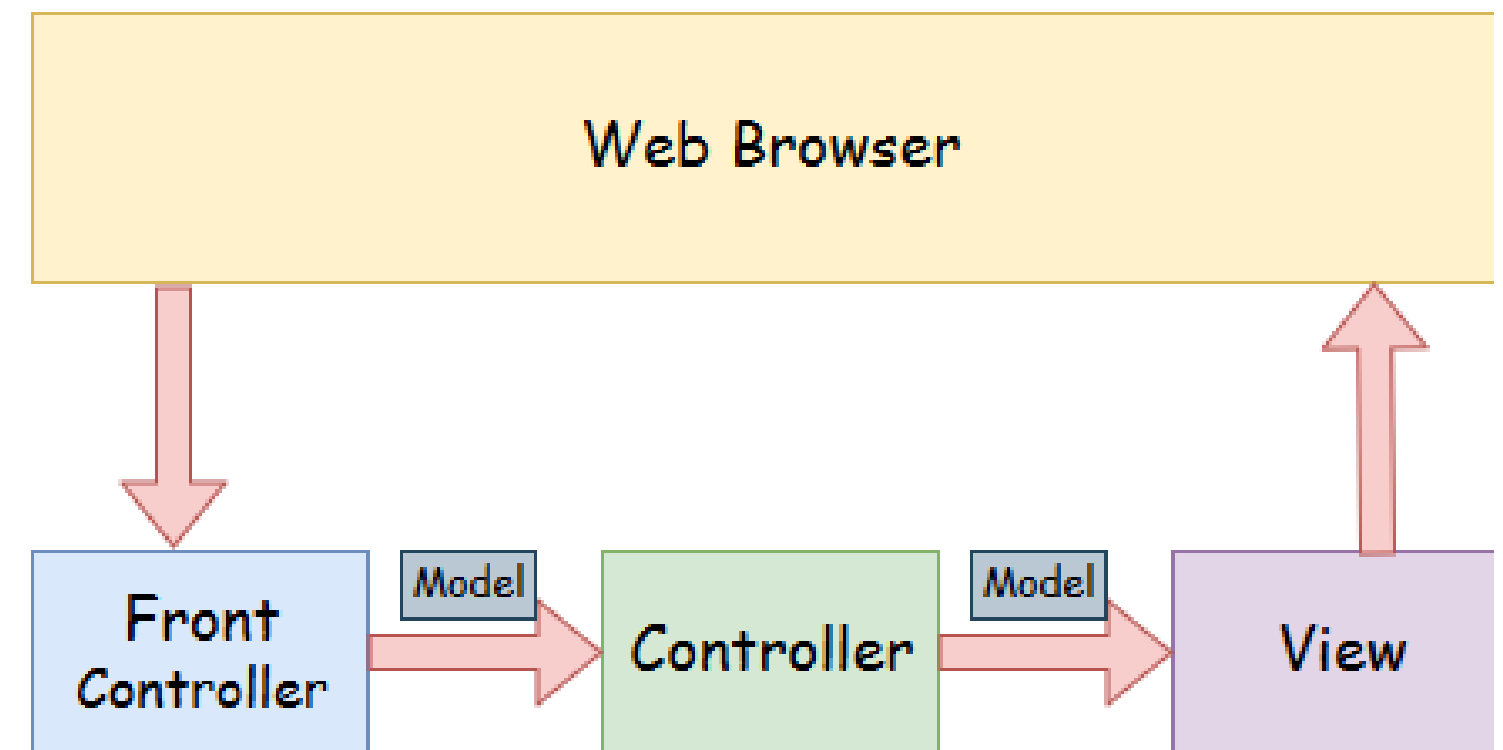 Web Browser
Model
Model
Front
Controller
Controller
View